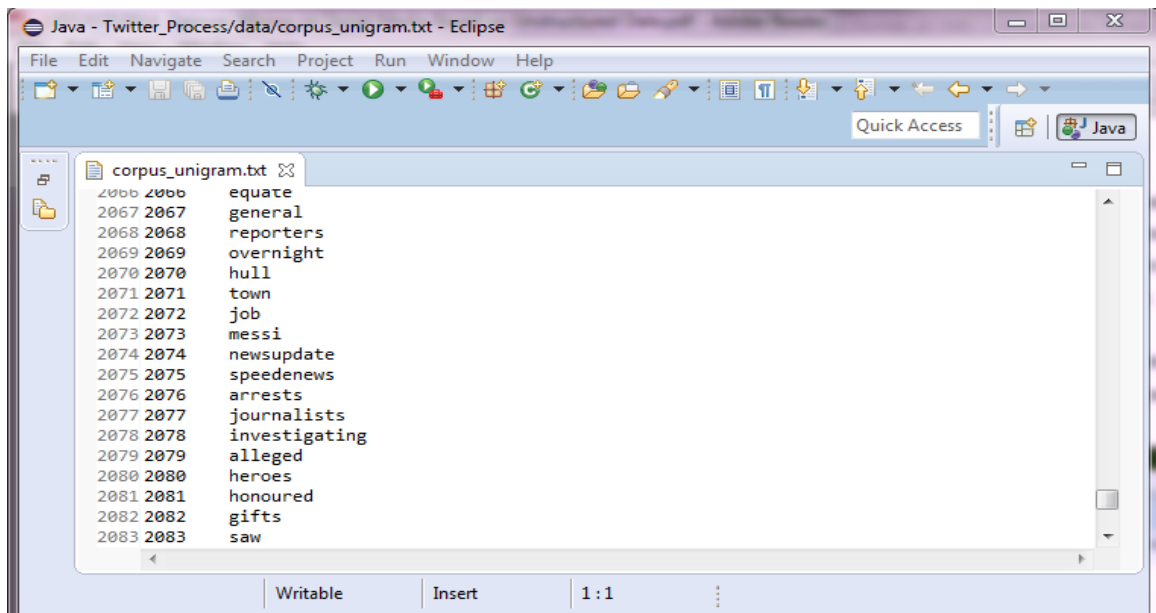 Java - Twitter_Process/data/corpus_unigram.txt - Eclipse
File Edit Navigate Search Project Run Window Help
Quick Access Java
corpus_unigram.txt
2066 2066 equate
2067 2067 general
2068 2068 reporters
2069 2069 overnight
2070 2070 hull
2071 2071 town
2072 2072 job
2073 2073 messi
2074 2074 newsupdate
2075 2075 speedenews
2076 2076 arrests
2077 2077 journalists
2078 2078 investigating
2079 2079 alleged
2080 2080 heroes
2081 2081 honoured
2082 2082 gifts
2083 2083 saw
Writable Insert 1 : 1